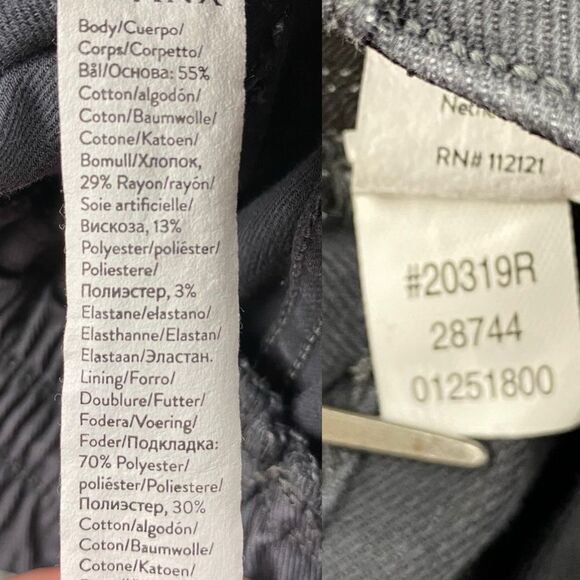 Body/Cuerpo/
Corps/Corpetto/
Bål/Основа: 55%
Cotton/algodón/
Coton/Baumwolle/
Cotone/Katoen/
Bomull/Хлопок,
29% Rayon/rayón/
Soie artificielle/
Вискоза, 13%
Polyester/poliéster/
Poliestere/
Полиэстер, 3%
Elastane/elastano/
Elasthanne/Elastan/
Elastaan/Эластан.
Lining/Forro/
Doublure/Futter/
Fodera/Voering/
Foder/Подкладка:
70% Polyester/
poliéster/Poliestere/
Полиэстер, 30%
Cotton/algodón/
Coton/Baumwolle/
Cotone/Katoen/
RN# 112121
#20319R
28744
01251800